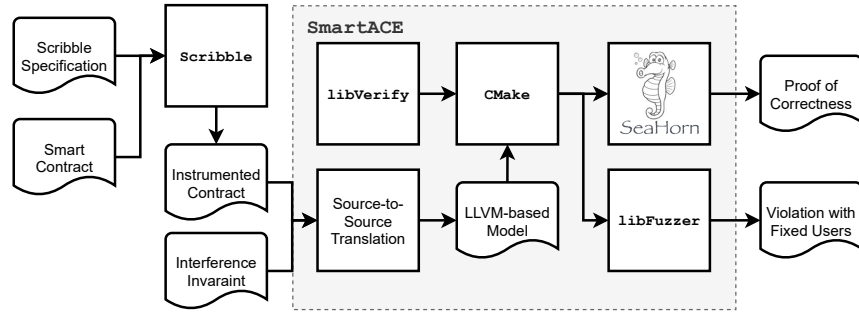 SmartACE
Scribble
Specification
Scribble
libVerify
CMake
SeaHorn
Proof of
Correctness
Smart
Contract
Instrumented
Contract
Source-to-
Source
Translation
LLVM-based
Model
libFuzzer
Violation with
Fixed Users
Interference
Invaraint